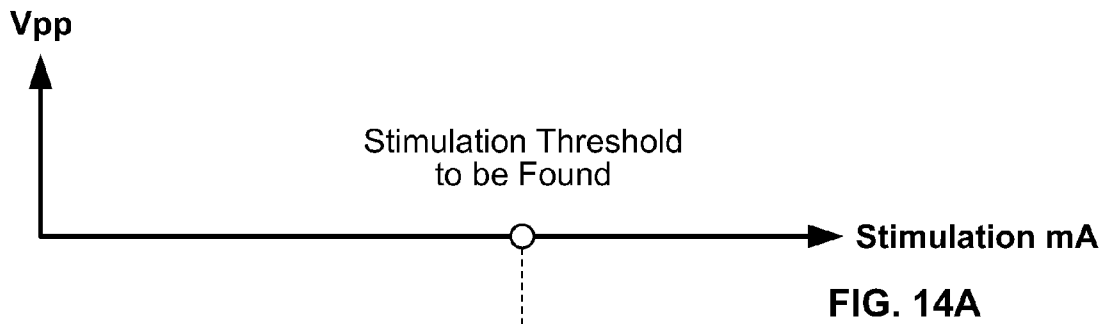 Vpp
Stimulation Threshold
to be Found
Stimulation mA
FIG. 14A